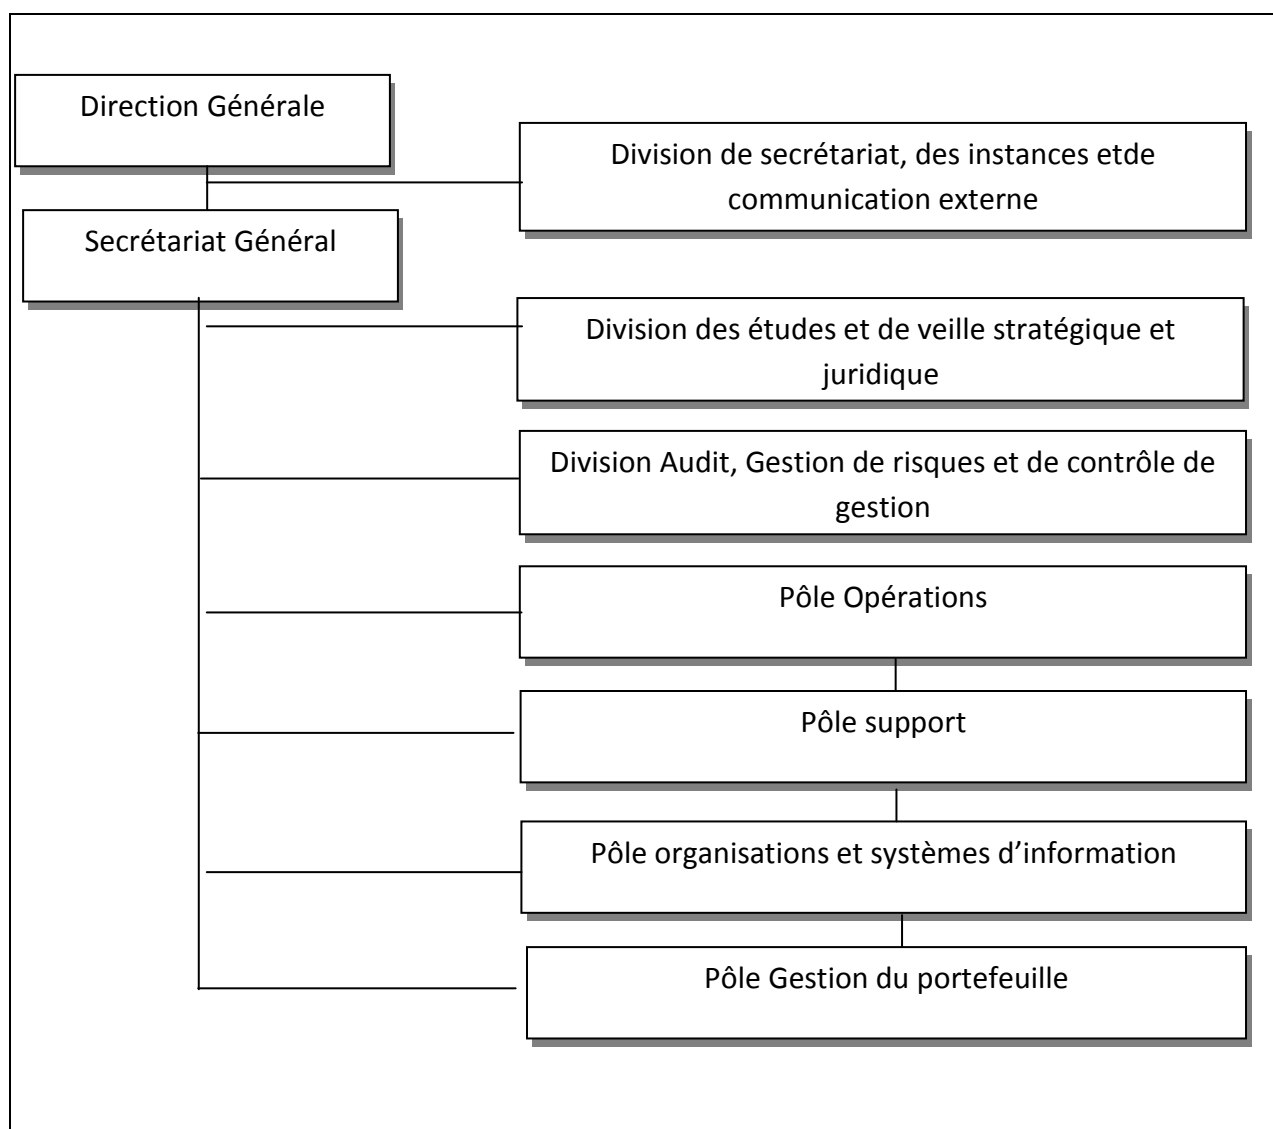 Direction Générale
Division de secrétariat, des instances etde
communication externe
Secrétariat Général
Division des études et de veille stratégique et
juridique
Division Audit, Gestion de risques et de contrôle de
gestion
Pôle Opérations
Pôle support
Pôle organisations et systèmes d’information
Pôle Gestion du portefeuille